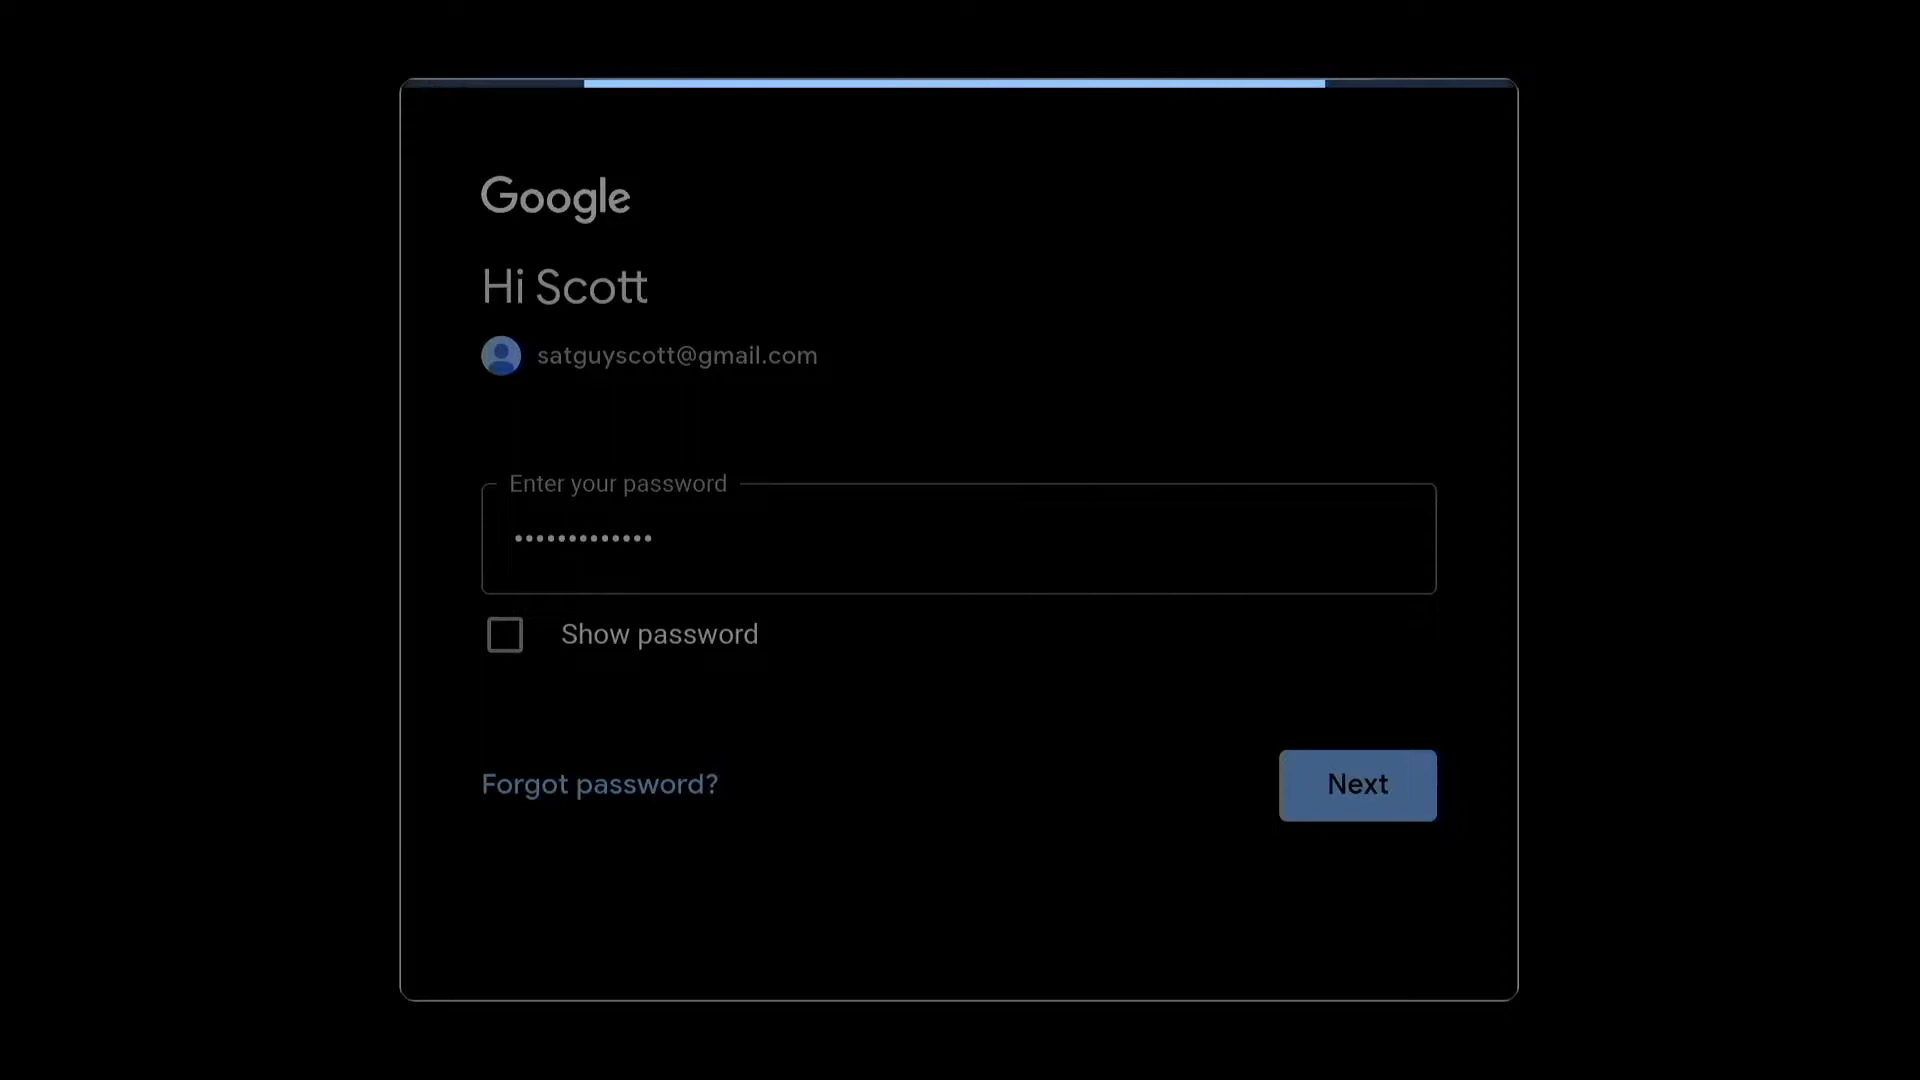 Google
Hi Scott
satguyscott@gmail.com
Enter your password
•••••••••••••
Show password
Forgot password?
Next